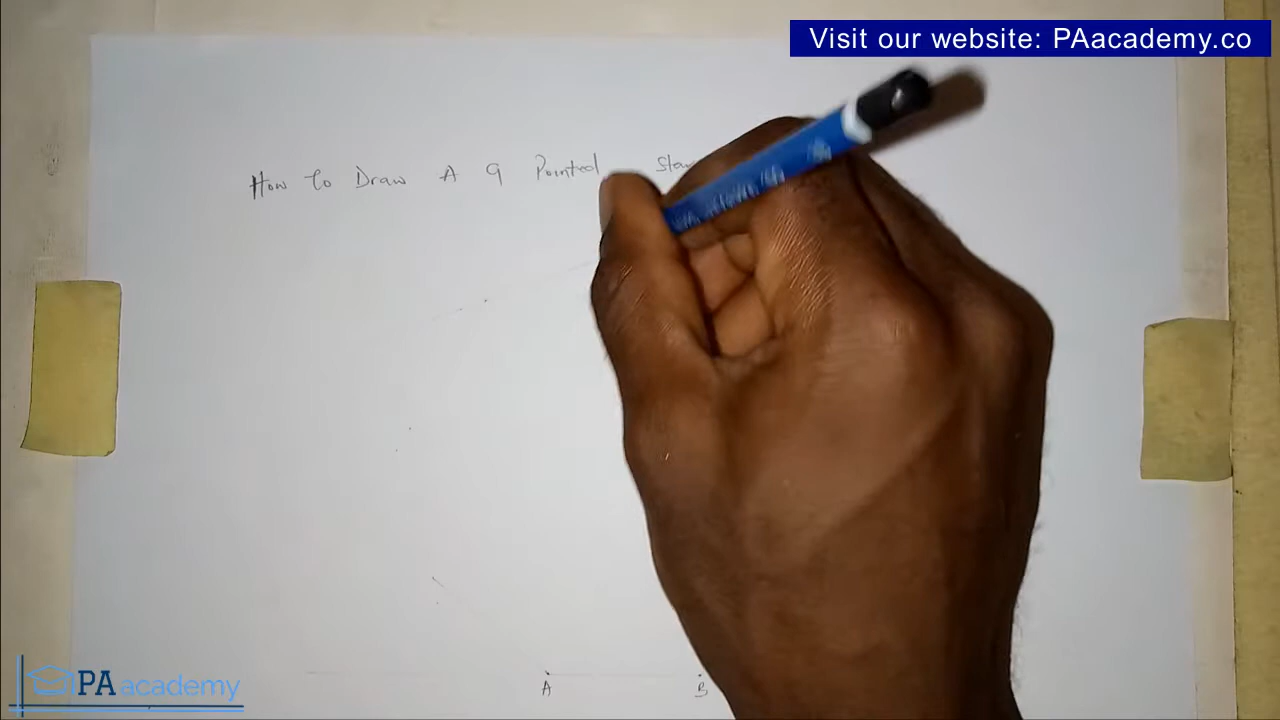 Visit our website: PAacademy.co
How To Draw A 9 Pointed
A
B
PA academy